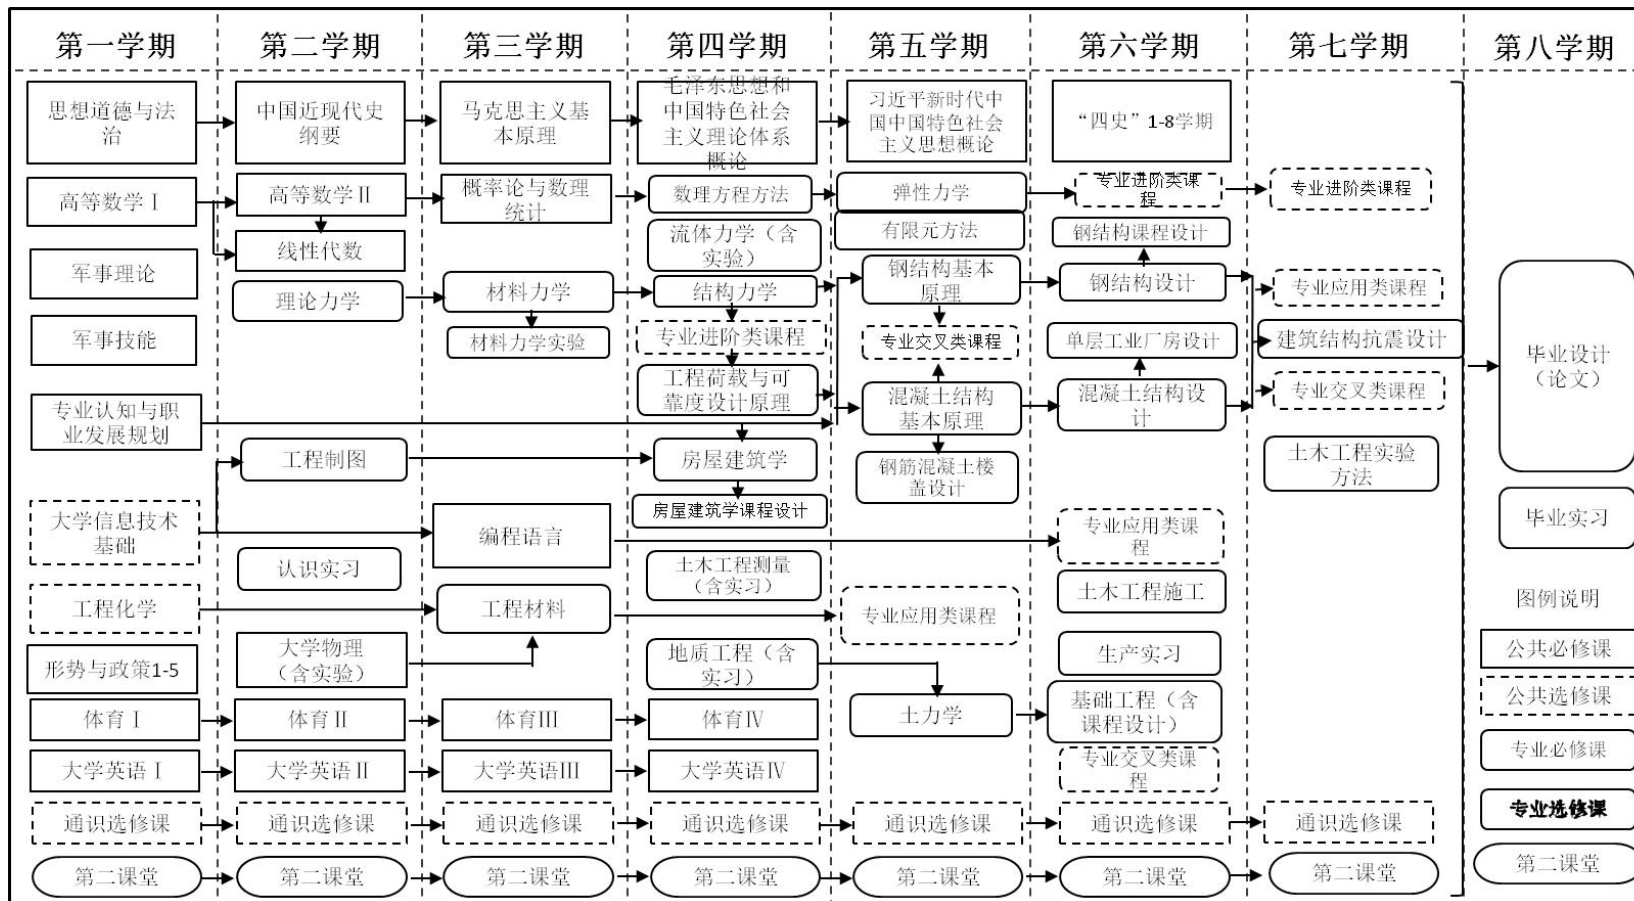 第一学期
第二学期
第三学期
第四学期
第五学期
第六学期
第七学期
第八学期
思想道德与法
治
中国近现代史
纲要
马克思主义基
本原理
毛泽东思想和
中国特色社会
主义理论体系
概论
习近平新时代中
国中国特色社会
主义思想概论
“四史”1-8学期
高等数学Ⅰ
高等数学Ⅱ
概率论与数理
统计
数理方程方法
弹性力学
专业进阶类课
程
专业进阶类课程
线性代数
流体力学（含
实验）
有限元方法
钢结构课程设计
军事理论
理论力学
材料力学
结构力学
钢结构基本
原理
钢结构设计
专业应用类课程
军事技能
材料力学实验
专业进阶类课程
专业交叉类课程
单层工业厂房设计
建筑结构抗震设计
毕业设计
（论文）
专业认知与职
业发展规划
工程荷载与可
靠度设计原理
混凝土结构
基本原理
混凝土结构设
计
专业交叉类课程
工程制图
房屋建筑学
钢筋混凝土楼
盖设计
土木工程实验
方法
大学信息技术
基础
编程语言
房屋建筑学课程设计
专业应用类课
程
毕业实习
认识实习
土木工程测量
（含实习）
土木工程施工
工程化学
工程材料
专业应用类课程
图例说明
形势与政策1-5
大学物理
（含实验）
地质工程（含
实习）
生产实习
公共必修课
体育Ⅰ
体育Ⅱ
体育Ⅲ
体育Ⅳ
土力学
基础工程（含
课程设计）
公共选修课
大学英语Ⅰ
大学英语Ⅱ
大学英语Ⅲ
大学英语Ⅳ
专业交叉类课
程
专业必修课
通识选修课
通识选修课
通识选修课
通识选修课
通识选修课
通识选修课
通识选修课
专业选修课
第二课堂
第二课堂
第二课堂
第二课堂
第二课堂
第二课堂
第二课堂
第二课堂